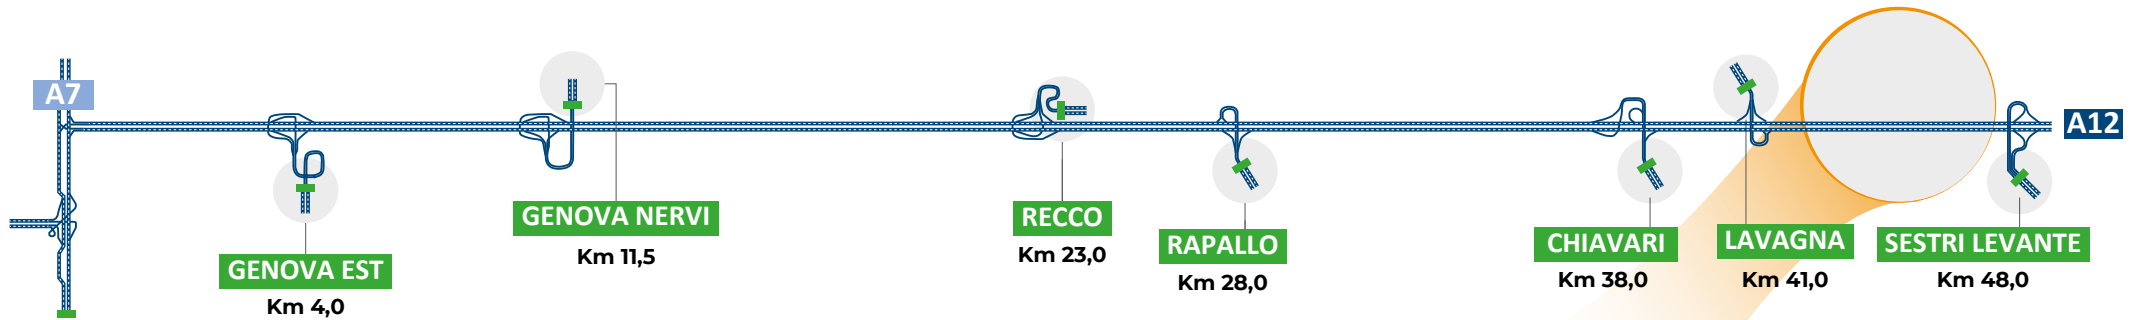 A7
GENOVA EST
Km 4,0
GENOVA NERVI
Km 11,5
RECCO
Km 23,0
RAPALLO
Km 28,0
CHIAVARI
Km 38,0
LAVAGNA
Km 41,0
SESTRI LEVANTE
Km 48,0
A12